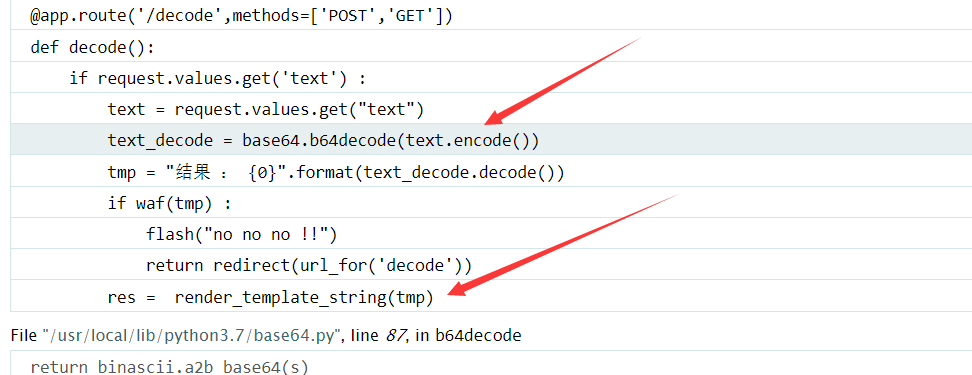 @app.route('/decode',methods=['POST','GET'])
def decode():
    if request.values.get('text') :
        text = request.values.get("text")
        text_decode = base64.b64decode(text.encode())
        tmp = "结果 ： {0}".format(text_decode.decode())
        if waf(tmp) :
            flash("no no no !!")
            return redirect(url_for('decode'))
        res =  render_template_string(tmp)
File "/usr/local/lib/python3.7/base64.py", line 87, in b64decode
return binascii.a2b_base64(s)